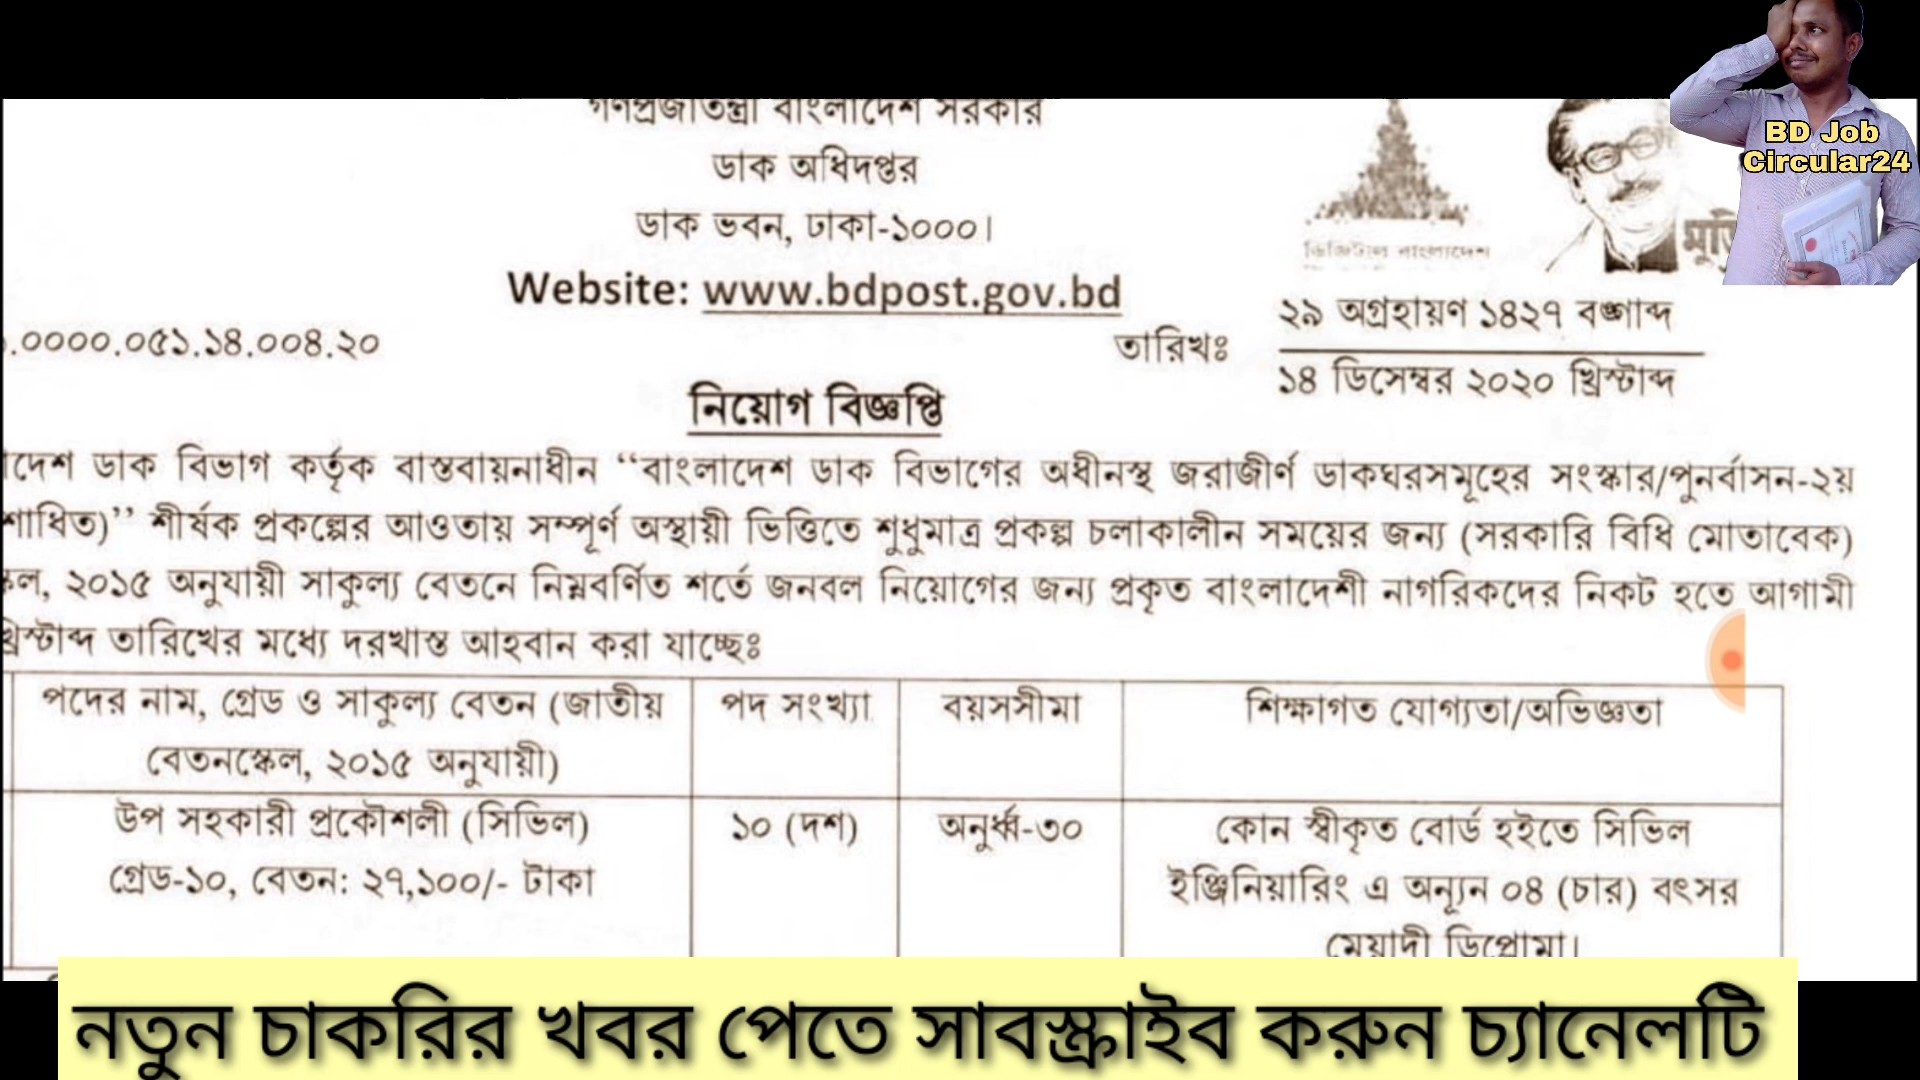 গণপ্রজাতন্ত্রী বাংলাদেশ সরকার
ডাক অধিদপ্তর
ডাক ভবন, ঢাকা-১০০০।
Website: www.bdpost.gov.bd
ডিজিটাল বাংলাদেশ
BD Job
Circular24
.০০০০.০৫১.১৪.০০৪.২০
তারিখঃ
২৯ অগ্রহায়ণ ১৪২৭ বঙ্গাব্দ
১৪ ডিসেম্বর ২০২০ খ্রিস্টাব্দ
নিয়োগ বিজ্ঞপ্তি
দেশ ডাক বিভাগ কর্তৃক বাস্তবায়নাধীন “বাংলাদেশ ডাক বিভাগের অধীনস্থ জরাজীর্ণ ডাকঘরসমূহের সংস্কার/পুনর্বাসন-২য়
শোধিত)” শীর্ষক প্রকল্পের আওতায় সম্পূর্ণ অস্থায়ী ভিত্তিতে শুধুমাত্র প্রকল্প চলাকালীন সময়ের জন্য (সরকারি বিধি মোতাবেক)
স্কেল, ২০১৫ অনুযায়ী সাকুল্য বেতনে নিম্নবর্ণিত শর্তে জনবল নিয়োগের জন্য প্রকৃত বাংলাদেশী নাগরিকদের নিকট হতে আগামী
খ্রিস্টাব্দ তারিখের মধ্যে দরখাস্ত আহবান করা যাচ্ছেঃ
পদের নাম, গ্রেড ও সাকুল্য বেতন (জাতীয়
বেতনস্কেল, ২০১৫ অনুযায়ী)
পদ সংখ্যা
বয়সসীমা
শিক্ষাগত যোগ্যতা/অভিজ্ঞতা
উপ সহকারী প্রকৌশলী (সিভিল)
গ্রেড-১০, বেতন: ২৭,১০০/- টাকা
১০ (দশ)
অনুর্ধ্ব-৩০
কোন স্বীকৃত বোর্ড হইতে সিভিল
ইঞ্জিনিয়ারিং এ অন্যূন ০৪ (চার) বৎসর
মেয়াদী ডিপ্লোমা।
নতুন চাকরির খবর পেতে সাবস্ক্রাইব করুন চ্যানেলটি